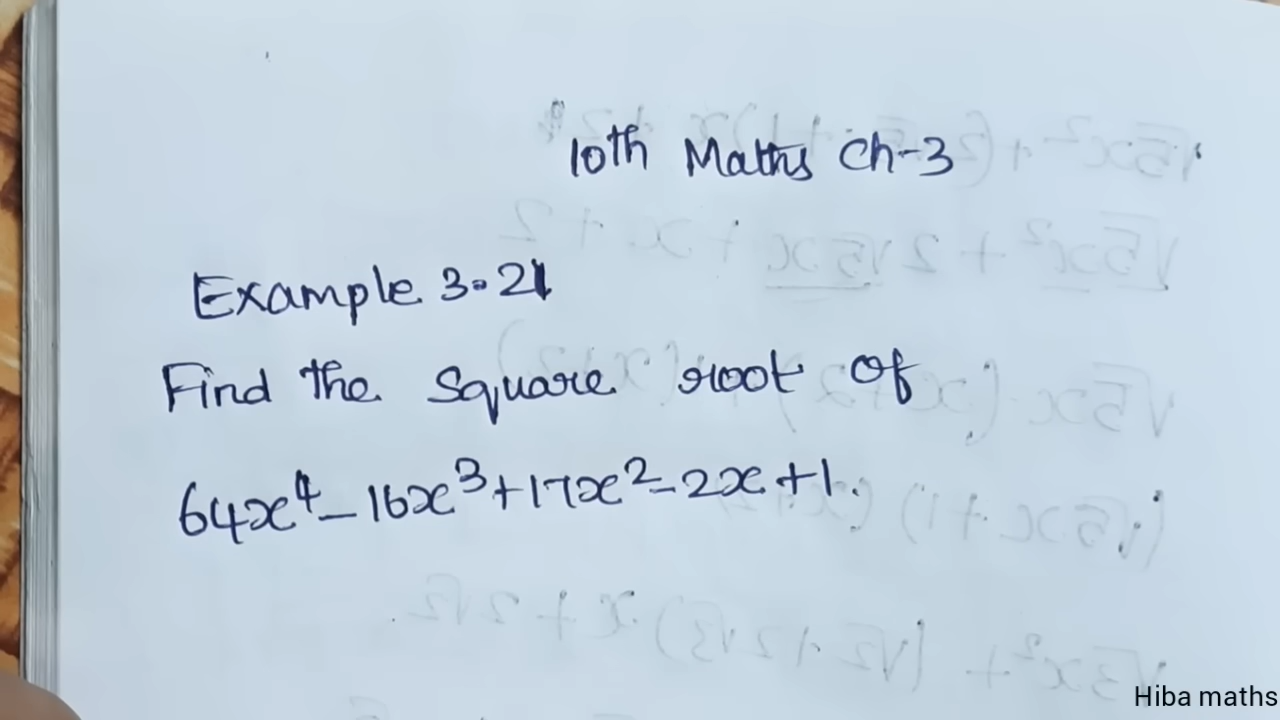 10th Maths Ch-3
Example 3.21
Find the Square root of
64x⁴-16x³+17x²-2x+1.
Hiba maths